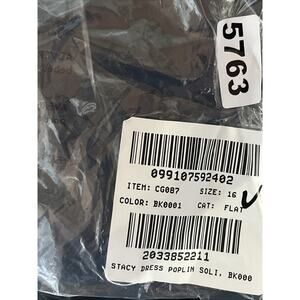 5763
099107592402
ITEM: CG087 SIZE: 16
COLOR: BK0001 CAT: FLAT
2033852211
STACY DRESS POPLIN SOLI, BK000